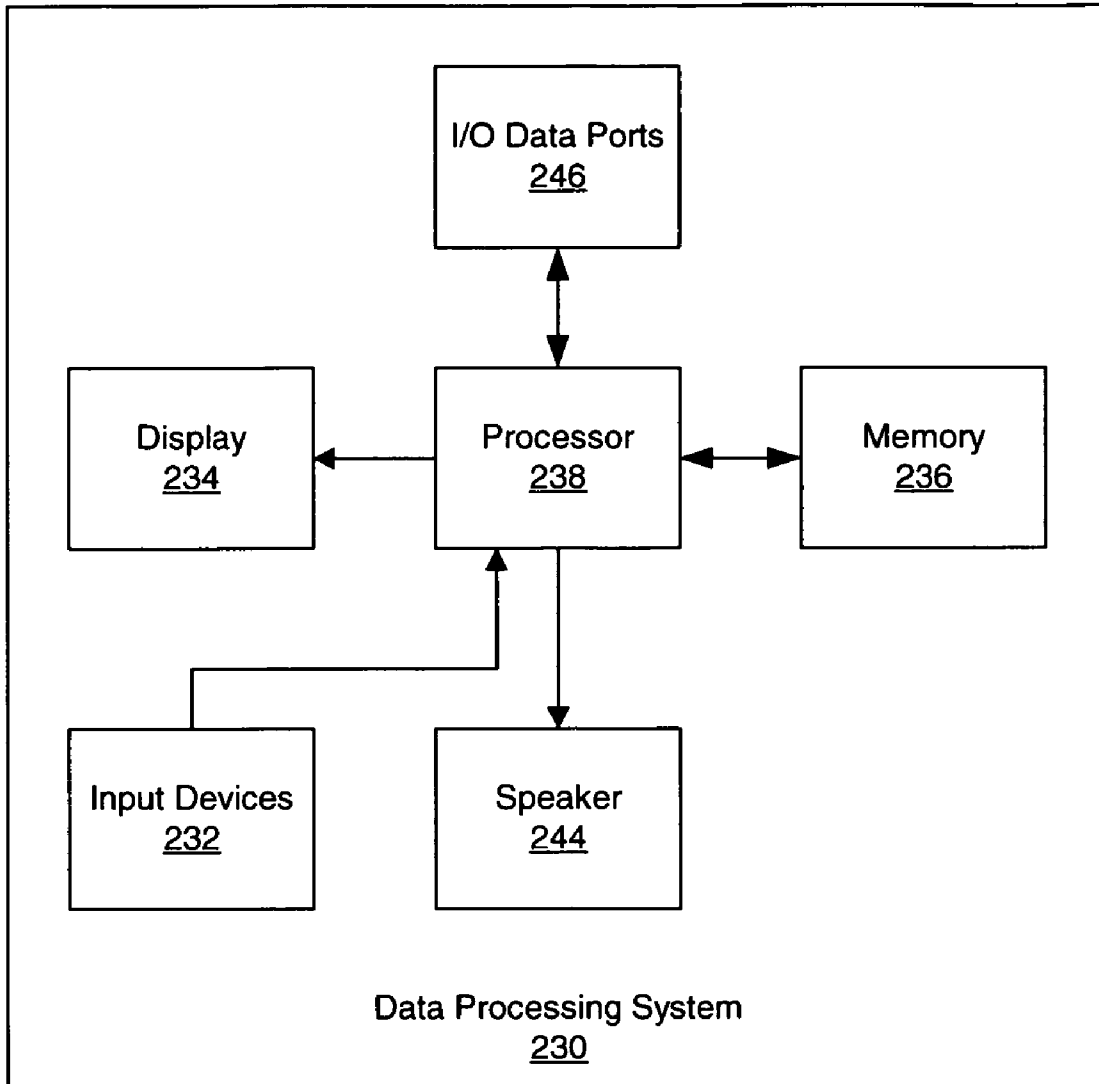 I/O Data Ports
246
Display
234
Processor
238
Memory
236
Input Devices
232
Speaker
244
Data Processing System
230